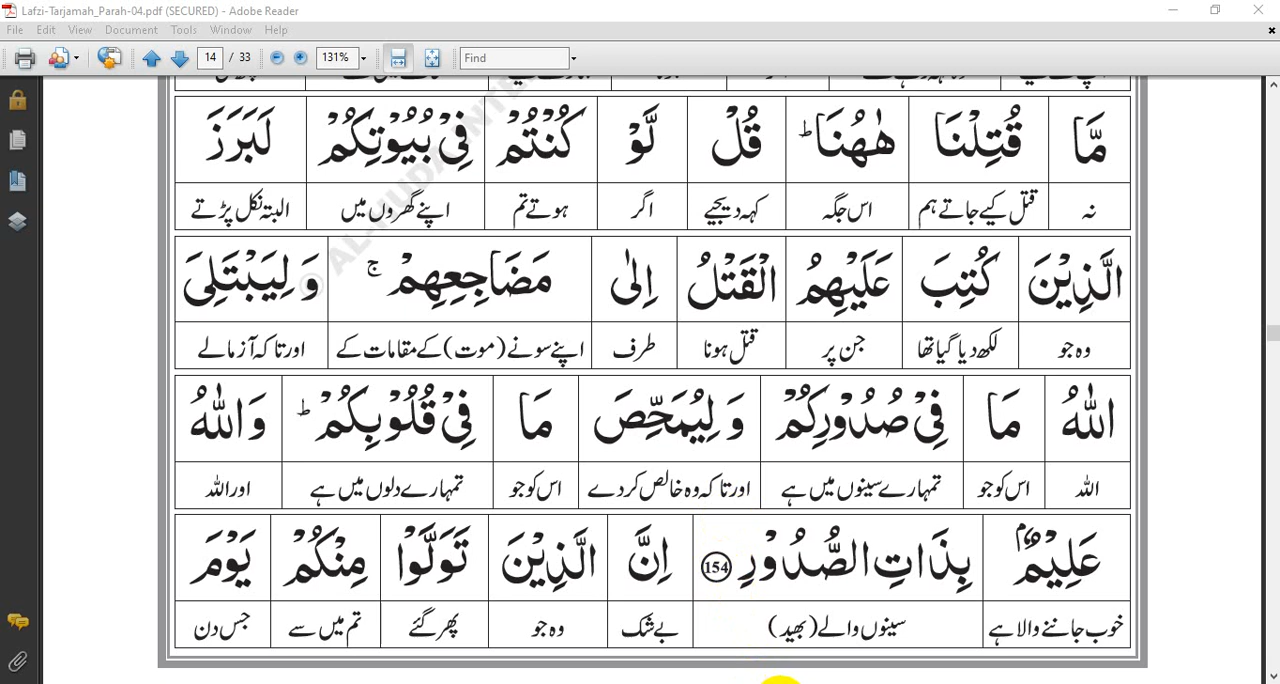 Lafzi-Tarjamah_Parah-04.pdf (SECURED) - Adobe Reader
File Edit View Document Tools Window Help
14 / 33 131% Find
مَّا قُتِلْنَا هٰهُنَا ؕ قُلْ لَّوْ كُنْتُمْ فِیْ بُیُوْتِكُمْ لَبَرَزَ
نہ قتل کیے جاتے ہم اس جگہ کہہ دیجیے اگر ہوتے تم اپنے گھروں میں البتہ نکل پڑتے
الَّذِیْنَ كُتِبَ عَلَیْهِمُ الْقَتْلُ اِلٰی مَضَاجِعِهِمْ ۚ وَ لِیَبْتَلِیَ
وہ جو لکھ دیا گیا تھا جن پر قتل ہونا طرف اپنے سونے (موت) کے مقامات کے اور تاکہ آزمالے
اللّٰهُ مَا فِیْ صُدُوْرِكُمْ وَ لِیُمَحِّصَ مَا فِیْ قُلُوْبِكُمْ ؕ وَ اللّٰهُ
اللہ اس کو جو تمہارے سینوں میں ہے اور تاکہ وہ خالص کردے اس کو جو تمہارے دلوں میں ہے اور اللہ
عَلِیْمٌۢ بِذَاتِ الصُّدُوْرِ 154 اِنَّ الَّذِیْنَ تَوَلَّوْا مِنْكُمْ یَوْمَ
خوب جاننے والا ہے سینوں والے (بھید) بے شک وہ جو پھر گئے تم میں سے جس دن